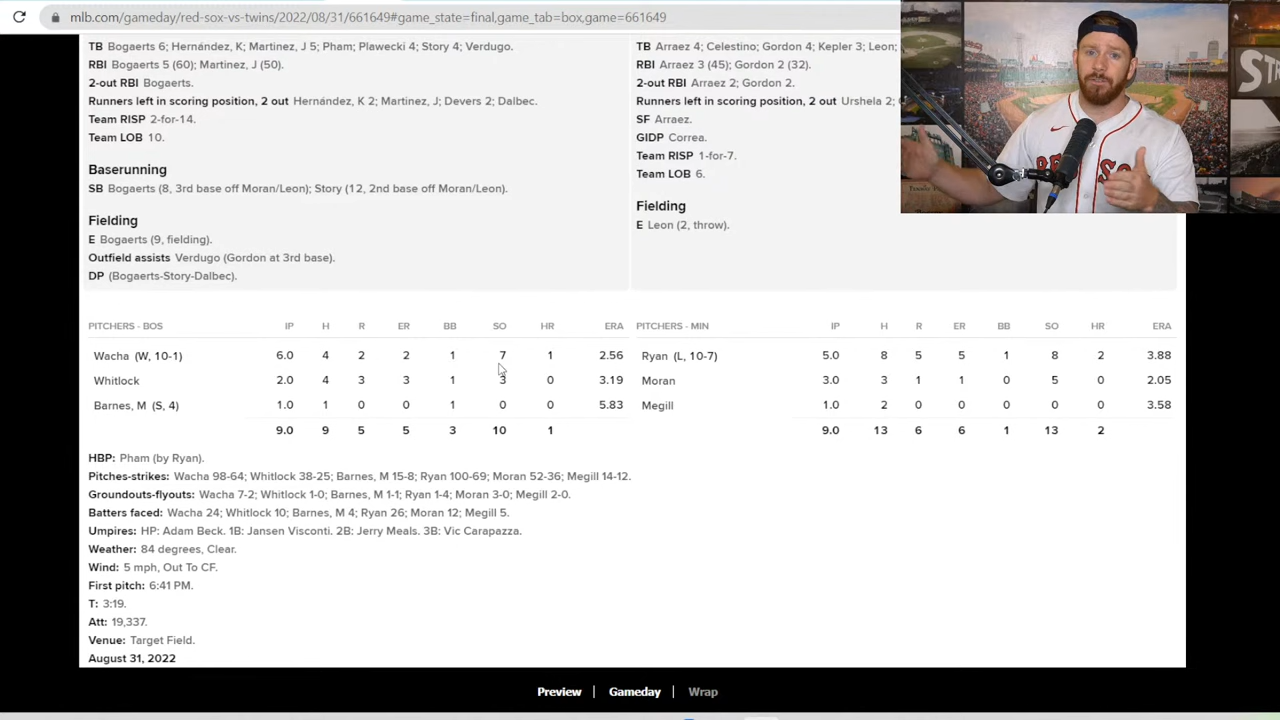 mlb.com/gameday/red-sox-vs-twins/2022/08/31/661649#game_state=final,game_tab=box,game=661649
TB Bogaerts 6; Hernández, K; Martinez, J 5; Pham; Plawecki 4; Story 4; Verdugo.
RBI Bogaerts 5 (60); Martinez, J (50).
2-out RBI Bogaerts.
Runners left in scoring position, 2 out Hernández, K 2; Martinez, J; Devers 2; Dalbec.
Team RISP 2-for-14.
Team LOB 10.
Baserunning
SB Bogaerts (8, 3rd base off Moran/Leon); Story (12, 2nd base off Moran/Leon).
Fielding
E Bogaerts (9, fielding).
Outfield assists Verdugo (Gordon at 3rd base).
DP (Bogaerts-Story-Dalbec).
TB Arraez 4; Celestino; Gordon 4; Kepler 3; Leon;
RBI Arraez 3 (45); Gordon 2 (32).
2-out RBI Arraez 2; Gordon 2.
Runners left in scoring position, 2 out Urshela 2;
SF Arraez.
GIDP Correa.
Team RISP 1-for-7.
Team LOB 6.
Fielding
E Leon (2, throw).
PITCHERS - BOS IP H R ER BB SO HR ERA
Wacha (W, 10-1) 6.0 4 2 2 1 7 1 2.56
Whitlock 2.0 4 3 3 1 3 0 3.19
Barnes, M (S, 4) 1.0 1 0 0 1 0 0 5.83
9.0 9 5 5 3 10 1
PITCHERS - MIN IP H R ER BB SO HR ERA
Ryan (L, 10-7) 5.0 8 5 5 1 8 2 3.88
Moran 3.0 3 1 1 0 5 0 2.05
Megill 1.0 2 0 0 0 0 0 3.58
9.0 13 6 6 1 13 2
HBP: Pham (by Ryan).
Pitches-strikes: Wacha 98-64; Whitlock 38-25; Barnes, M 15-8; Ryan 100-69; Moran 52-36; Megill 14-12.
Groundouts-flyouts: Wacha 7-2; Whitlock 1-0; Barnes, M 1-1; Ryan 1-4; Moran 3-0; Megill 2-0.
Batters faced: Wacha 24; Whitlock 10; Barnes, M 4; Ryan 26; Moran 12; Megill 5.
Umpires: HP: Adam Beck. 1B: Jansen Visconti. 2B: Jerry Meals. 3B: Vic Carapazza.
Weather: 84 degrees, Clear.
Wind: 5 mph, Out To CF.
First pitch: 6:41 PM.
T: 3:19.
Att: 19,337.
Venue: Target Field.
August 31, 2022
Preview | Gameday | Wrap